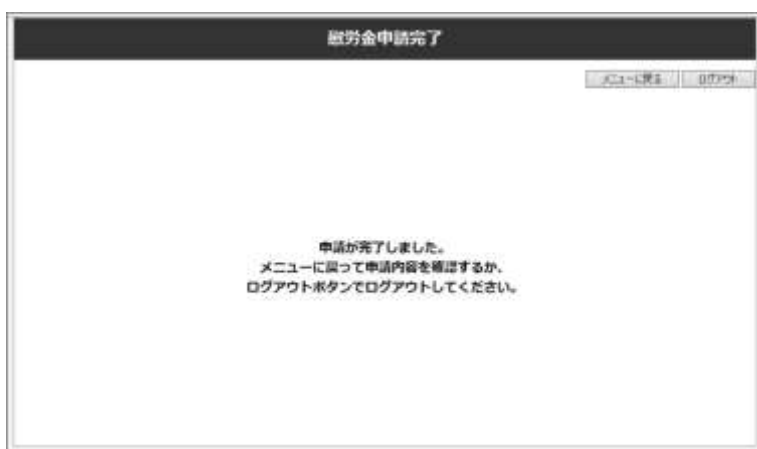 慰労金申請完了
メニューに戻る
ログアウト
申請が完了しました。
メニューに戻って申請内容を確認するか、
ログアウトボタンでログアウトしてください。